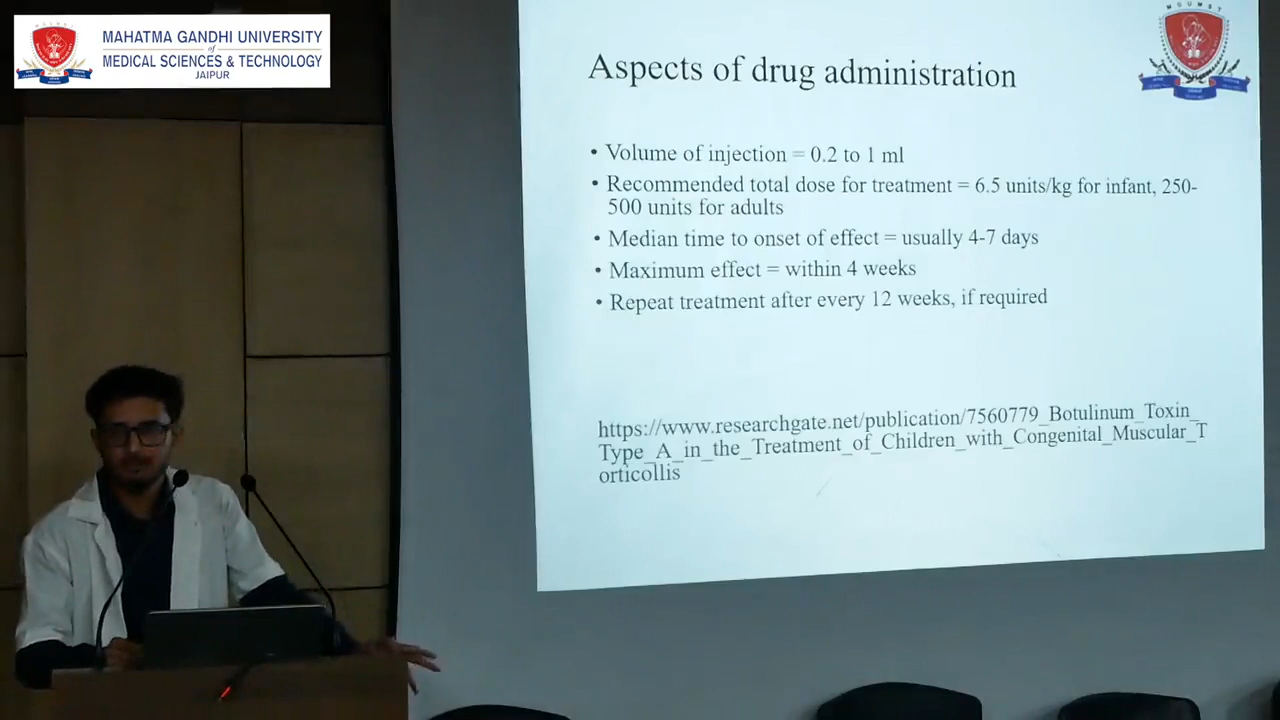 MAHATMA GANDHI UNIVERSITY
of
MEDICAL SCIENCES & TECHNOLOGY
JAIPUR
MGUMST
Aspects of drug administration
• Volume of injection = 0.2 to 1 ml
• Recommended total dose for treatment = 6.5 units/kg for infant, 250-
500 units for adults
• Median time to onset of effect = usually 4-7 days
• Maximum effect = within 4 weeks
• Repeat treatment after every 12 weeks, if required
https://www.researchgate.net/publication/7560779_Botulinum_Toxin_
Type_A_in_the_Treatment_of_Children_with_Congenital_Muscular_T
orticollis